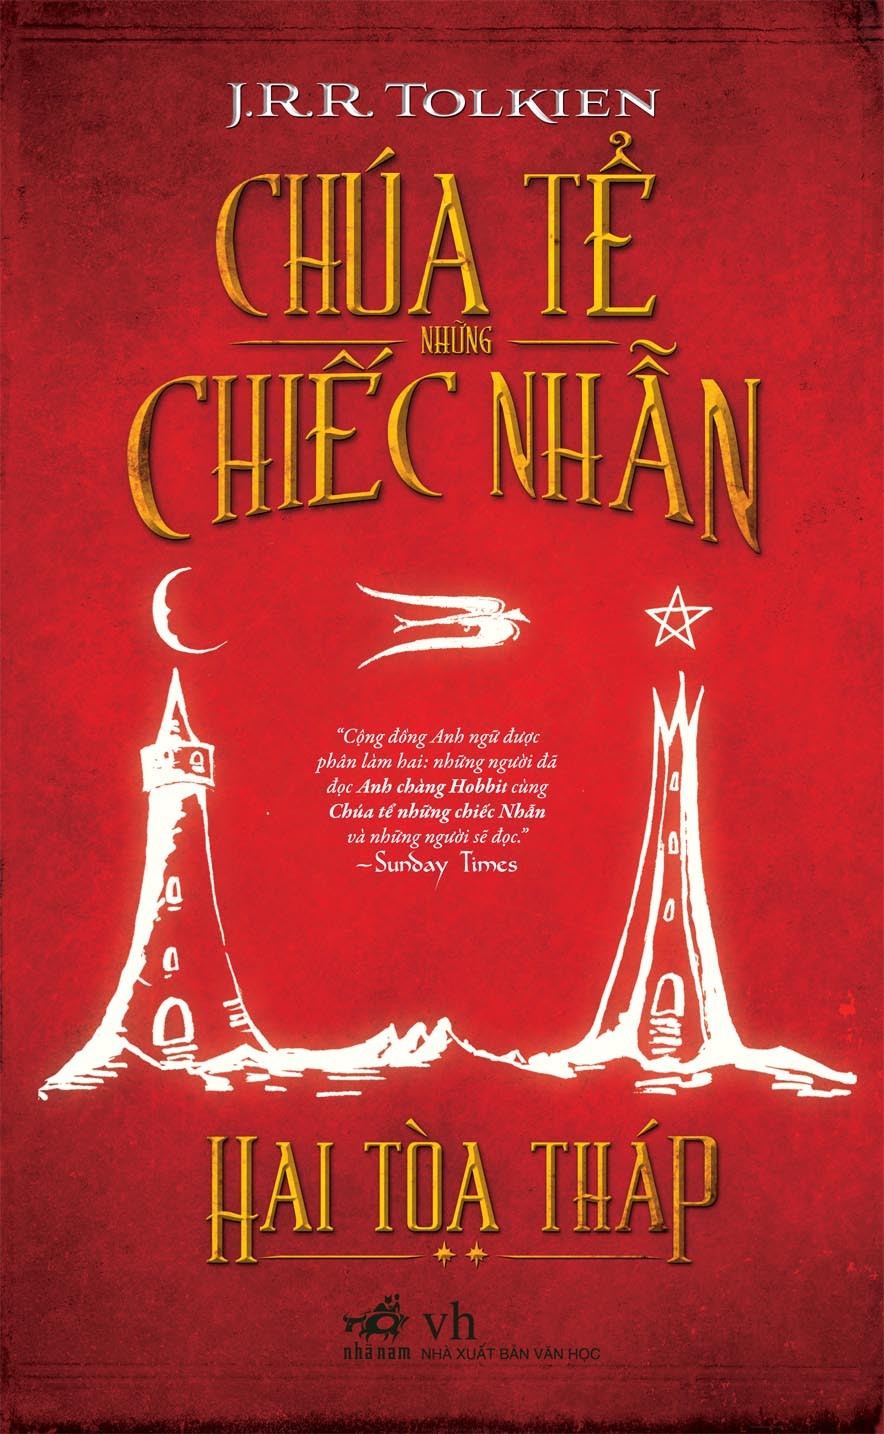 J.R.R. TOLKIEN
CHÚA TỂ
NHỮNG
CHIẾC NHẪN
“Cộng đồng Anh ngữ được
phân làm hai: những người đã
đọc Anh chàng Hobbit cùng
Chúa tể những chiếc Nhẫn
và những người sẽ đọc.”
–Sunday Times
HAI TÒA THÁP
nhã nam
vh
NHÀ XUẤT BẢN VĂN HỌC